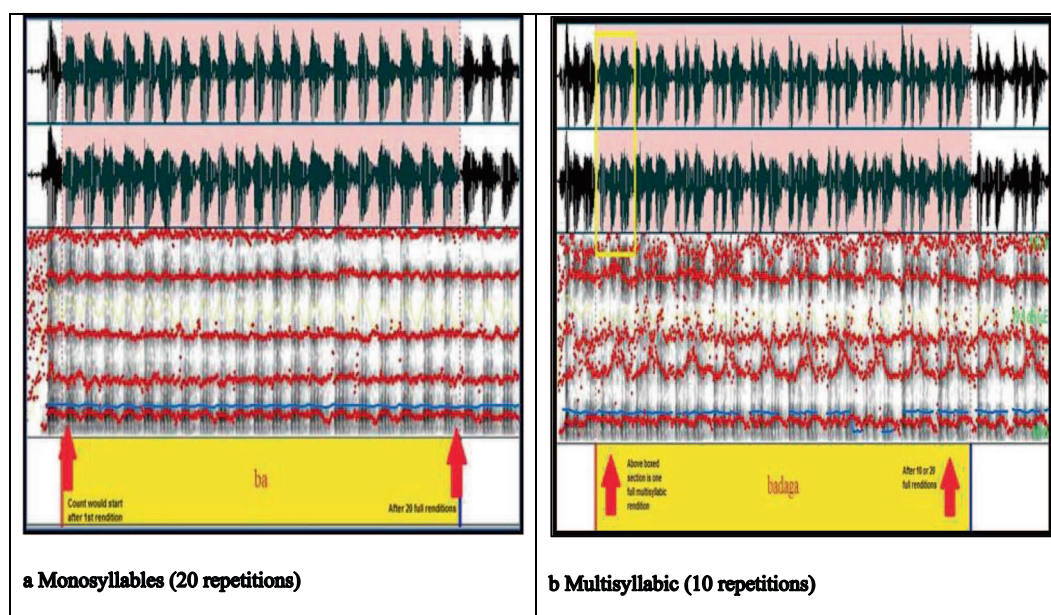 ba
Count would start
after 1st rendition
After 20 full renditions
a Monosyllables (20 repetitions)
Above boxed
section is one
full multisyllabic
rendition
badaga
After 10 or 20
full renditions
b Multisyllabic (10 repetitions)